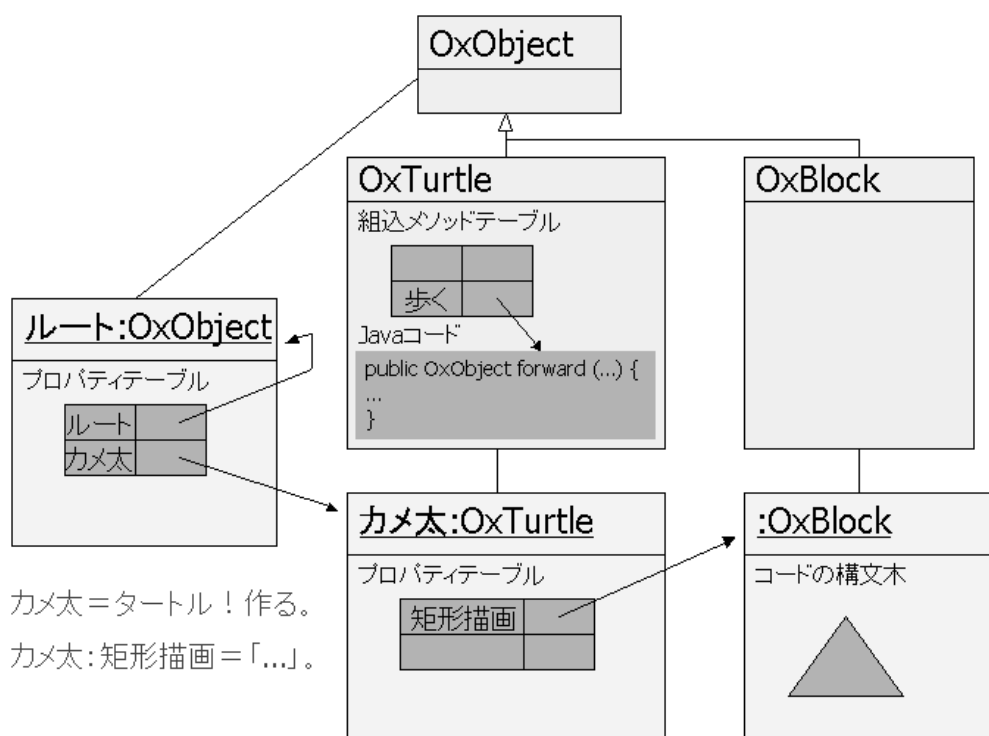 OxObject
OxTurtle
組込メソッドテーブル
歩く
Javaコード
public OxObject forward (...) {
...
}
OxBlock
ルート:OxObject
プロパティテーブル
ルート
カメ太
カメ太:OxTurtle
プロパティテーブル
矩形描画
:OxBlock
コードの構文木
カメ太＝タートル！作る。
カメ太：矩形描画＝「...」。